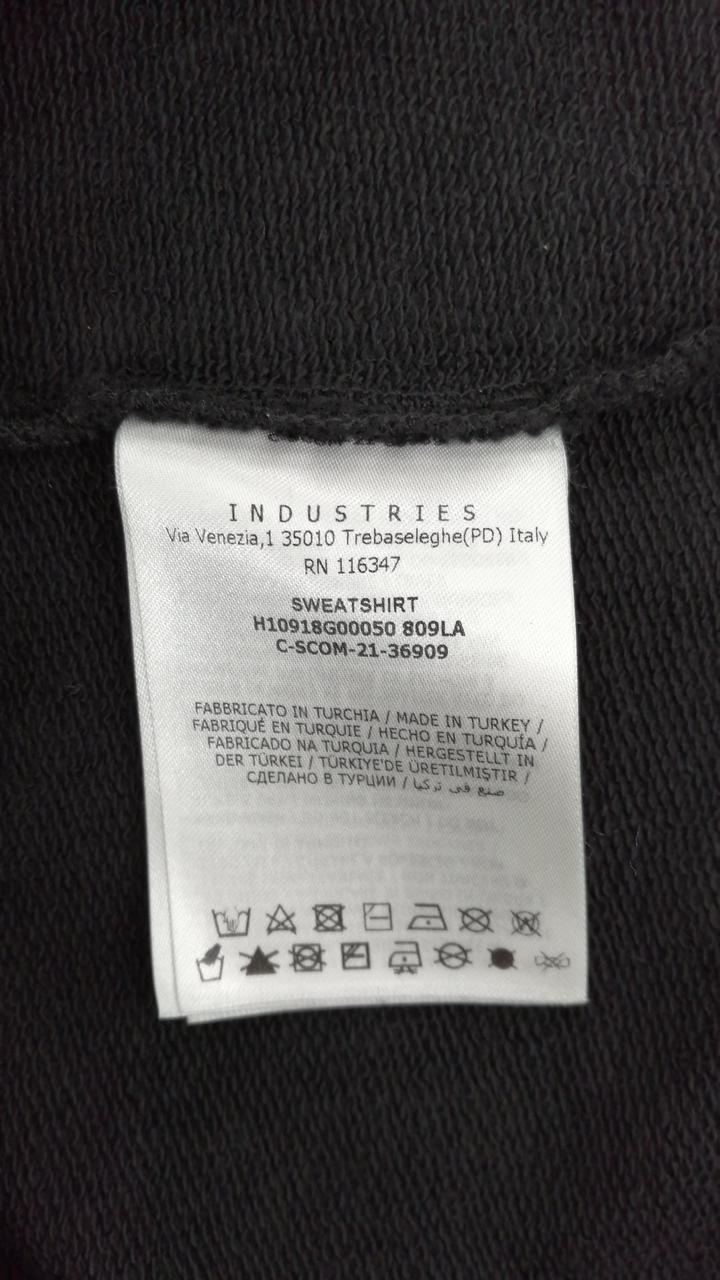 INDUSTRIES
Via Venezia,1 35010 Trebaseleghe(PD) Italy
RN 116347
SWEATSHIRT
H10918G00050 809LA
C-SCOM-21-36909
FABBRICATO IN TURCHIA / MADE IN TURKEY /
FABRIQUÉ EN TURQUIE / HECHO EN TURQUÍA /
FABRICADO NA TURQUIA / HERGESTELLT IN
DER TÜRKEI / TÜRKIYE'DE ÜRETILMIŞTIR /
СДЕЛАНО В ТУРЦИИ / صنع في تركيا